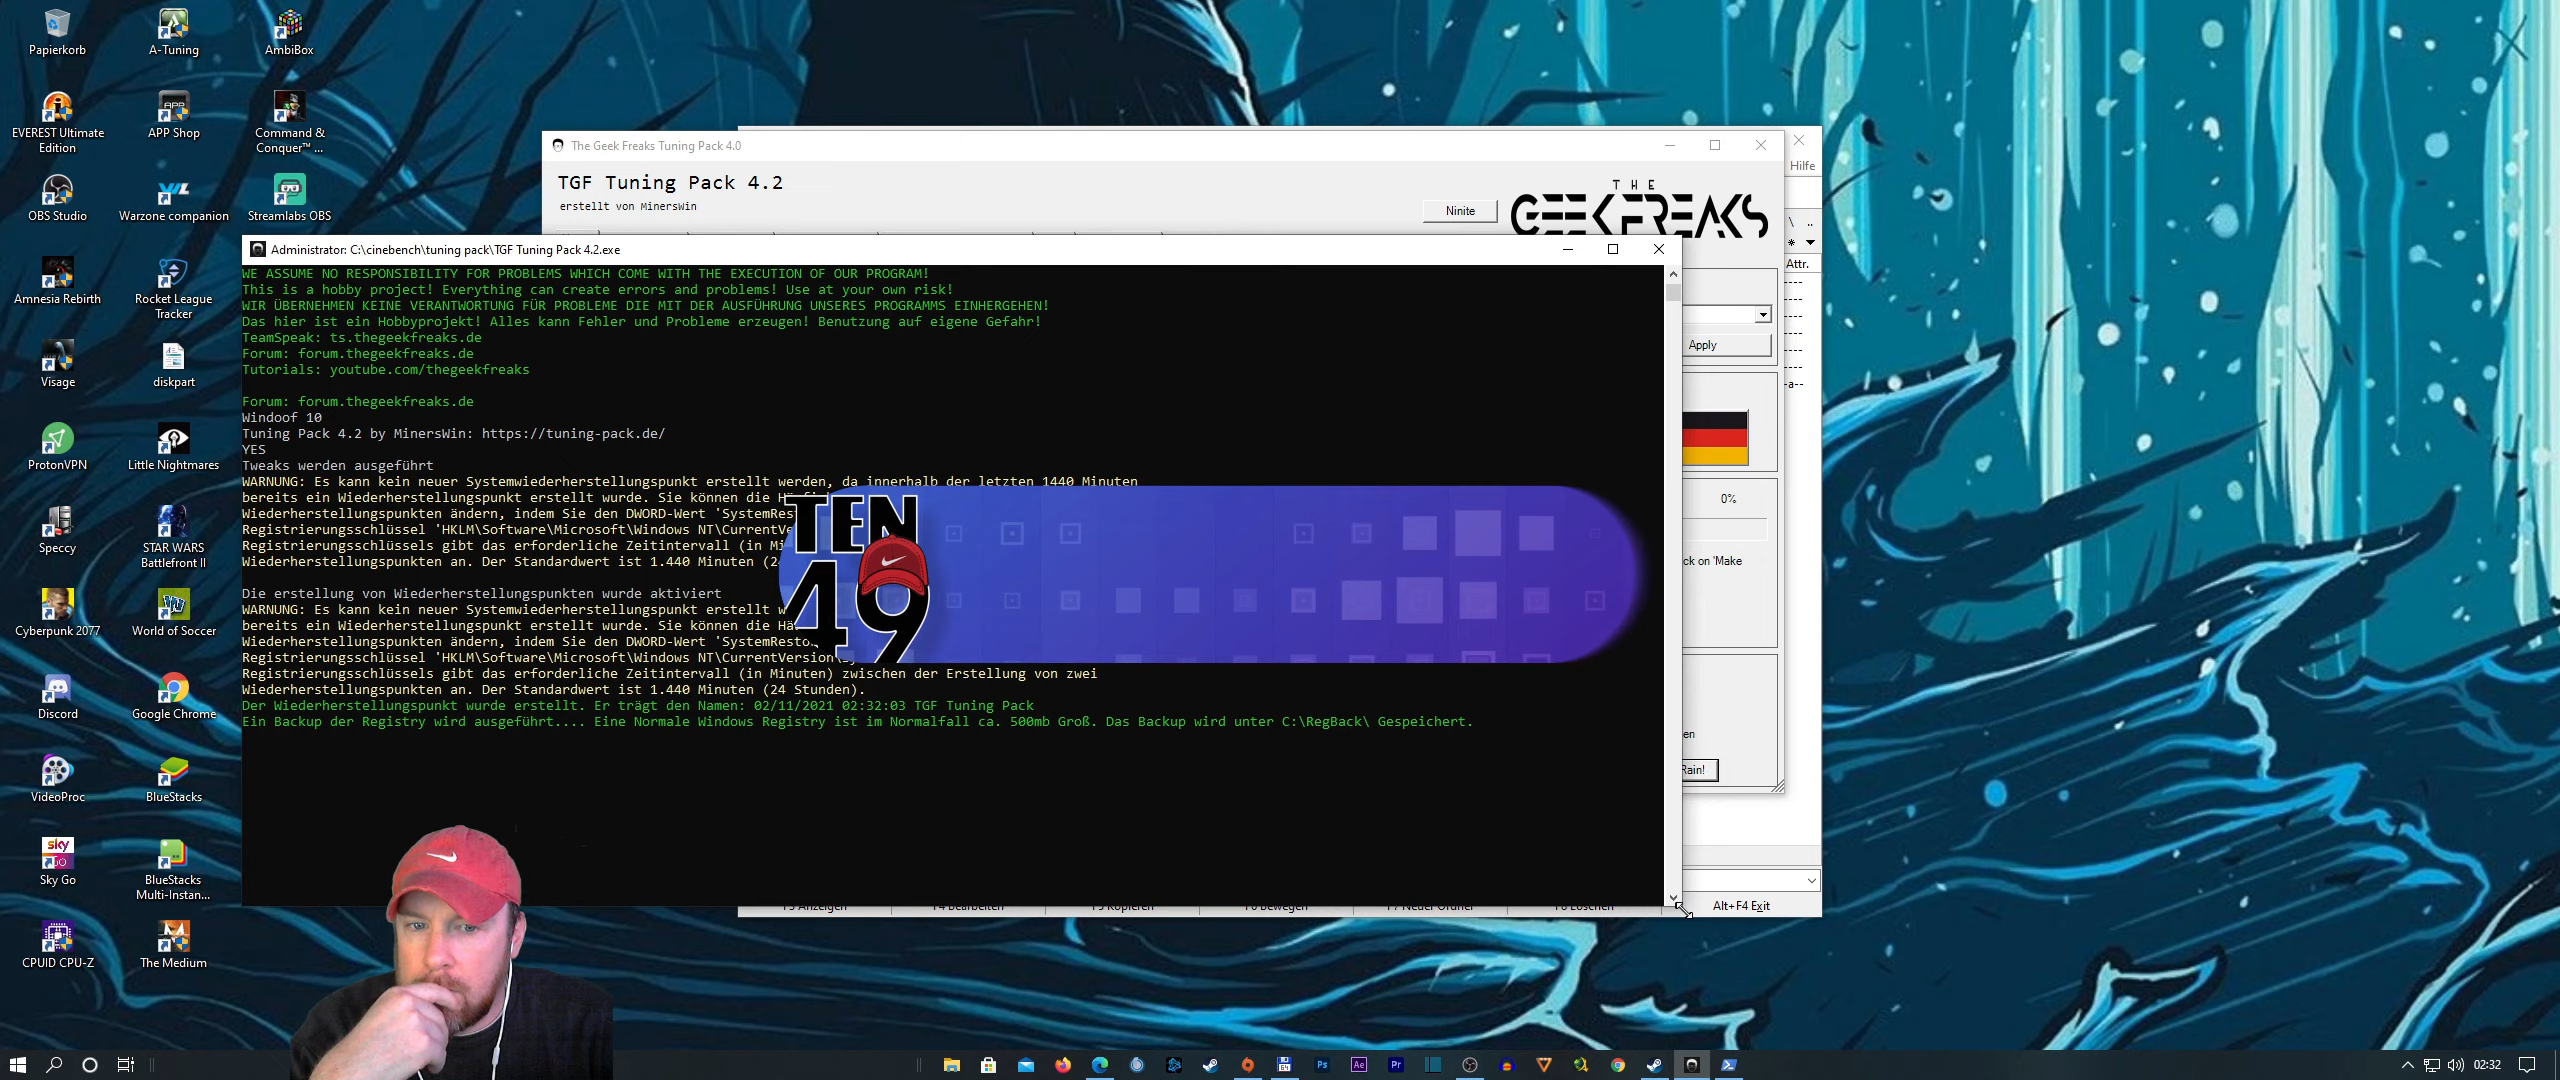 Papierkorb
A-Tuning
AmbiBox
EVEREST Ultimate
Edition
APP Shop
Command &
Conquer™ ...
OBS Studio
Warzone companion
Streamlabs OBS
Amnesia Rebirth
Rocket League
Tracker
Visage
diskpart
ProtonVPN
Little Nightmares
Speccy
STAR WARS
Battlefront II
Cyberpunk 2077
World of Soccer
Discord
Google Chrome
VideoProc
BlueStacks
Sky Go
BlueStacks
Multi-Instan...
CPUID CPU-Z
The Medium
The Geek Freaks Tuning Pack 4.0
Hilfe
TGF Tuning Pack 4.2
erstellt von MinersWin
Ninite
THE
GEEKFREAKS
Attr.
Apply
0%
ck on 'Make
en
Rain!
Alt+F4 Exit
Administrator: C:\cinebench\tuning pack\TGF Tuning Pack 4.2.exe
WE ASSUME NO RESPONSIBILITY FOR PROBLEMS WHICH COME WITH THE EXECUTION OF OUR PROGRAM!
This is a hobby project! Everything can create errors and problems! Use at your own risk!
WIR ÜBERNEHMEN KEINE VERANTWORTUNG FÜR PROBLEME DIE MIT DER AUSFÜHRUNG UNSERES PROGRAMMS EINHERGEHEN!
Das hier ist ein Hobbyprojekt! Alles kann Fehler und Probleme erzeugen! Benutzung auf eigene Gefahr!
TeamSpeak: ts.thegeekfreaks.de
Forum: forum.thegeekfreaks.de
Tutorials: youtube.com/thegeekfreaks
Forum: forum.thegeekfreaks.de
Windoof 10
Tuning Pack 4.2 by MinersWin: https://tuning-pack.de/
YES
Tweaks werden ausgeführt
WARNUNG: Es kann kein neuer Systemwiederherstellungspunkt erstellt werden, da innerhalb der letzten 1440 Minuten
bereits ein Wiederherstellungspunkt erstellt wurde. Sie können die
Wiederherstellungspunkten ändern, indem Sie den DWORD-Wert 'SystemRest
Registrierungsschlüssel 'HKLM\Software\Microsoft\Windows NT\CurrentVe
Registrierungsschlüssels gibt das erforderliche Zeitintervall (in Mi
Wiederherstellungspunkten an. Der Standardwert ist 1.440 Minuten (2
Die erstellung von Wiederherstellungspunkten wurde aktiviert
WARNUNG: Es kann kein neuer Systemwiederherstellungspunkt erstellt w
bereits ein Wiederherstellungspunkt erstellt wurde. Sie können die Hä
Wiederherstellungspunkten ändern, indem Sie den DWORD-Wert 'SystemResto
Registrierungsschlüssel 'HKLM\Software\Microsoft\Windows NT\CurrentVersion\
Registrierungsschlüssels gibt das erforderliche Zeitintervall (in Minuten) zwischen der Erstellung von zwei
Wiederherstellungspunkten an. Der Standardwert ist 1.440 Minuten (24 Stunden).
Der Wiederherstellungspunkt wurde erstellt. Er trägt den Namen: 02/11/2021 02:32:03 TGF Tuning Pack
Ein Backup der Registry wird ausgeführt.... Eine Normale Windows Registry ist im Normalfall ca. 500mb Groß. Das Backup wird unter C:\RegBack\ Gespeichert.
TEN
49
02:32